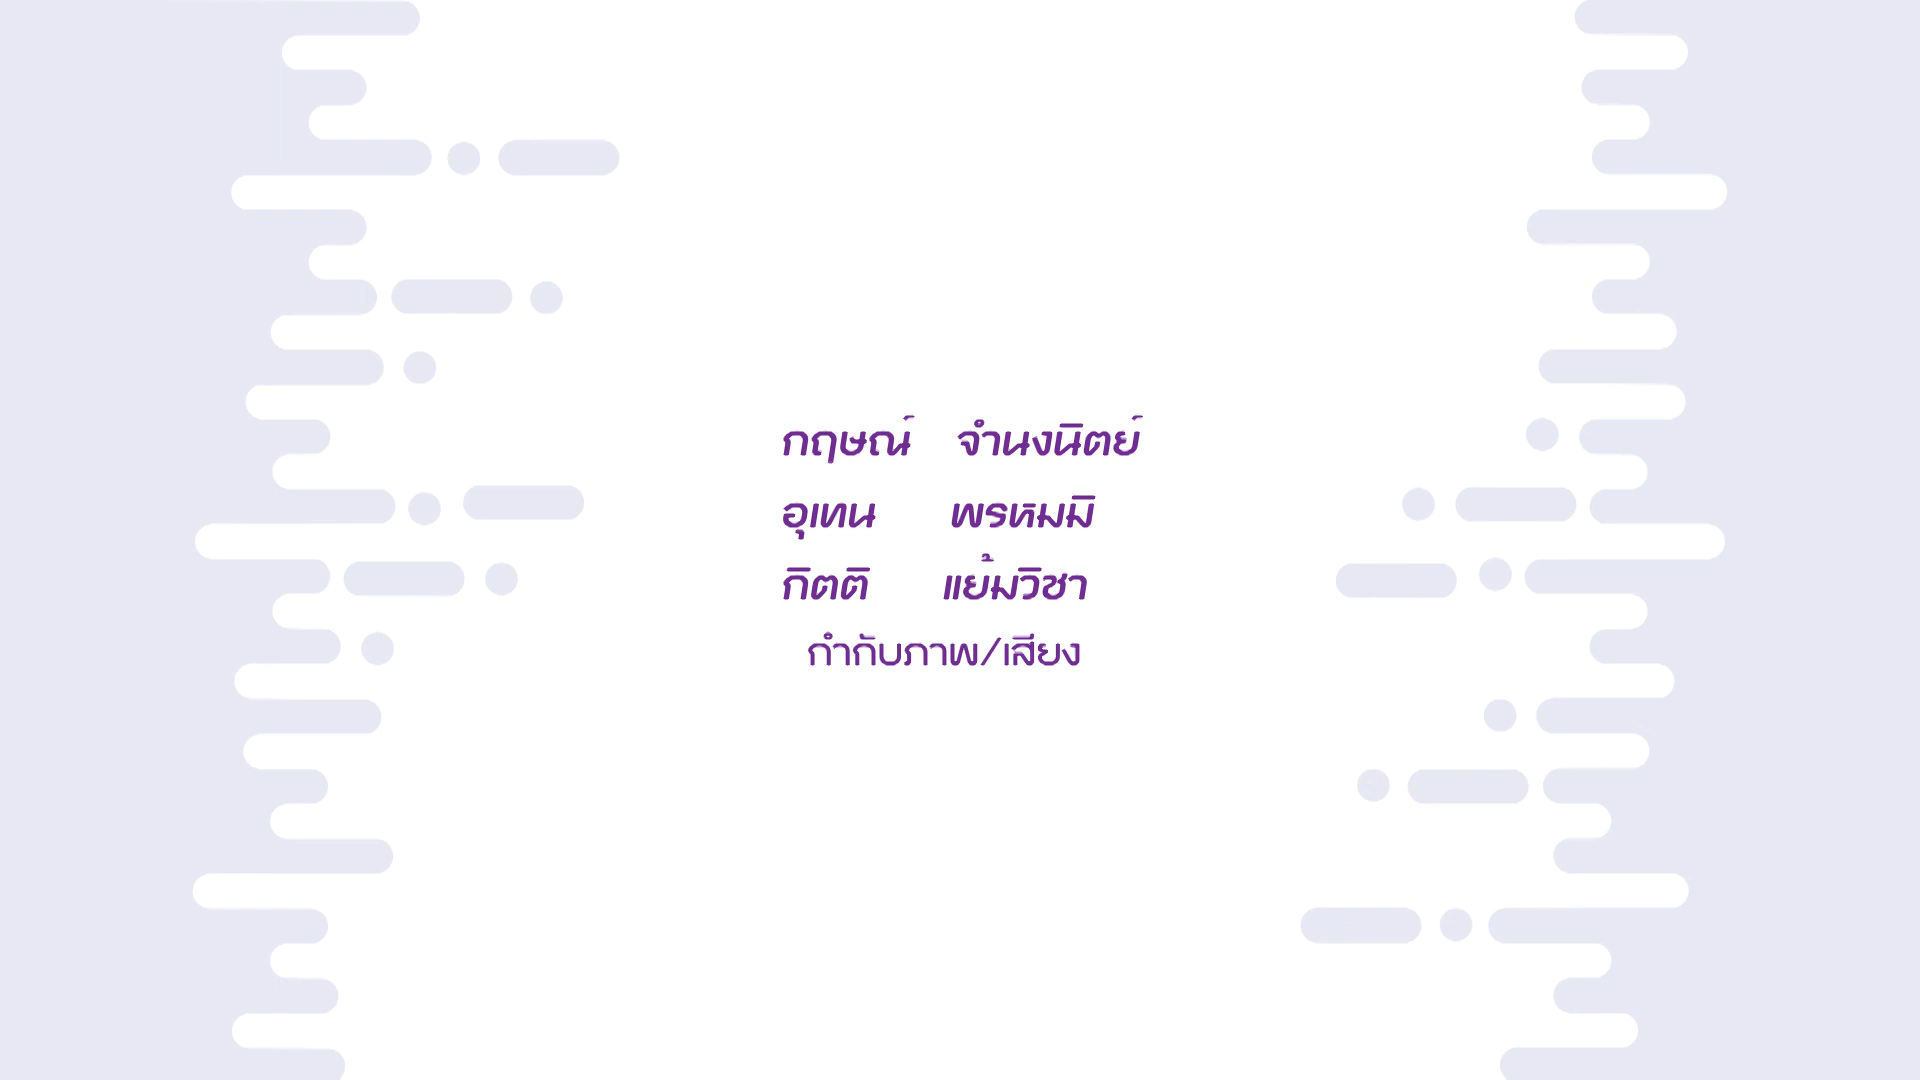 กฤษณ์ จำนงนิตย์
อุเทน พรหมมิ
กิตติ แย้มวิชา
กำกับภาพ/เสียง